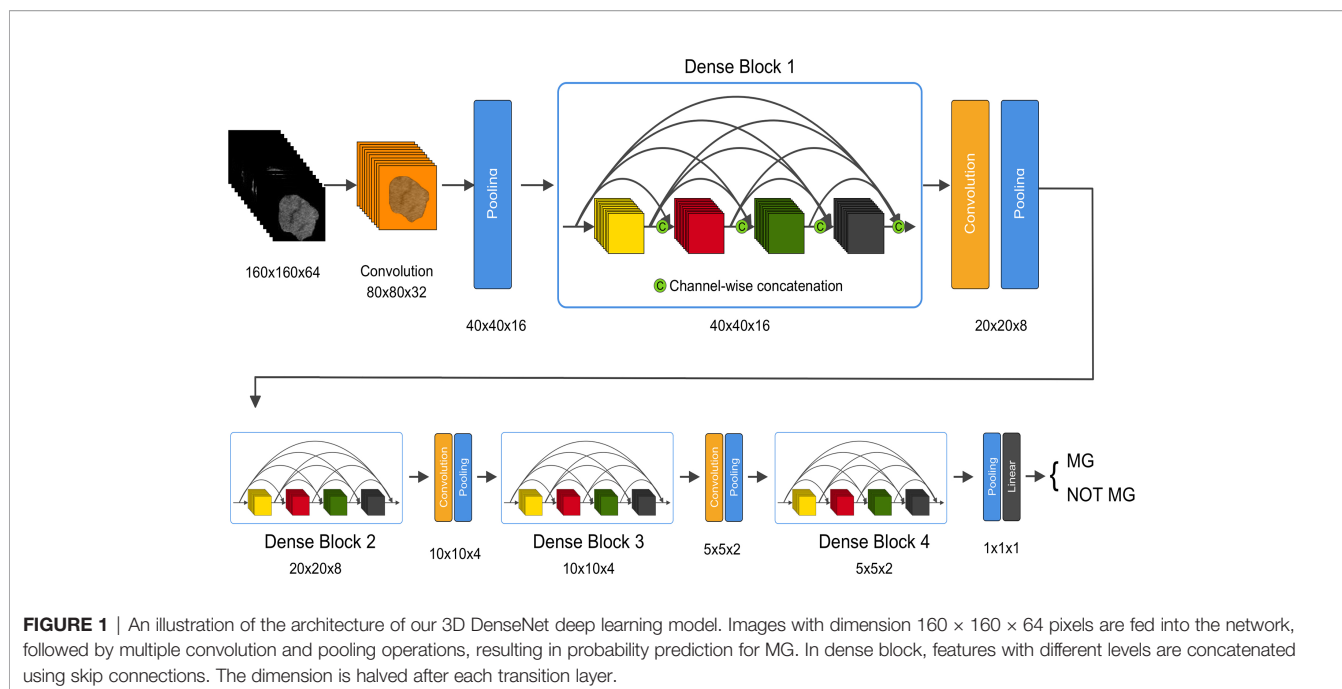 Dense Block 1
Pooling
Convolution
Pooling
C C C C
160x160x64
Convolution
80x80x32
C Channel-wise concatenation
40x40x16
40x40x16
20x20x8
Convolution
Pooling
Convolution
Pooling
Pooling
Linear
MG
NOT MG
Dense Block 2
20x20x8
10x10x4
Dense Block 3
10x10x4
5x5x2
Dense Block 4
5x5x2
1x1x1
FIGURE 1 | An illustration of the architecture of our 3D DenseNet deep learning model. Images with dimension 160 × 160 × 64 pixels are fed into the network,
followed by multiple convolution and pooling operations, resulting in probability prediction for MG. In dense block, features with different levels are concatenated
using skip connections. The dimension is halved after each transition layer.